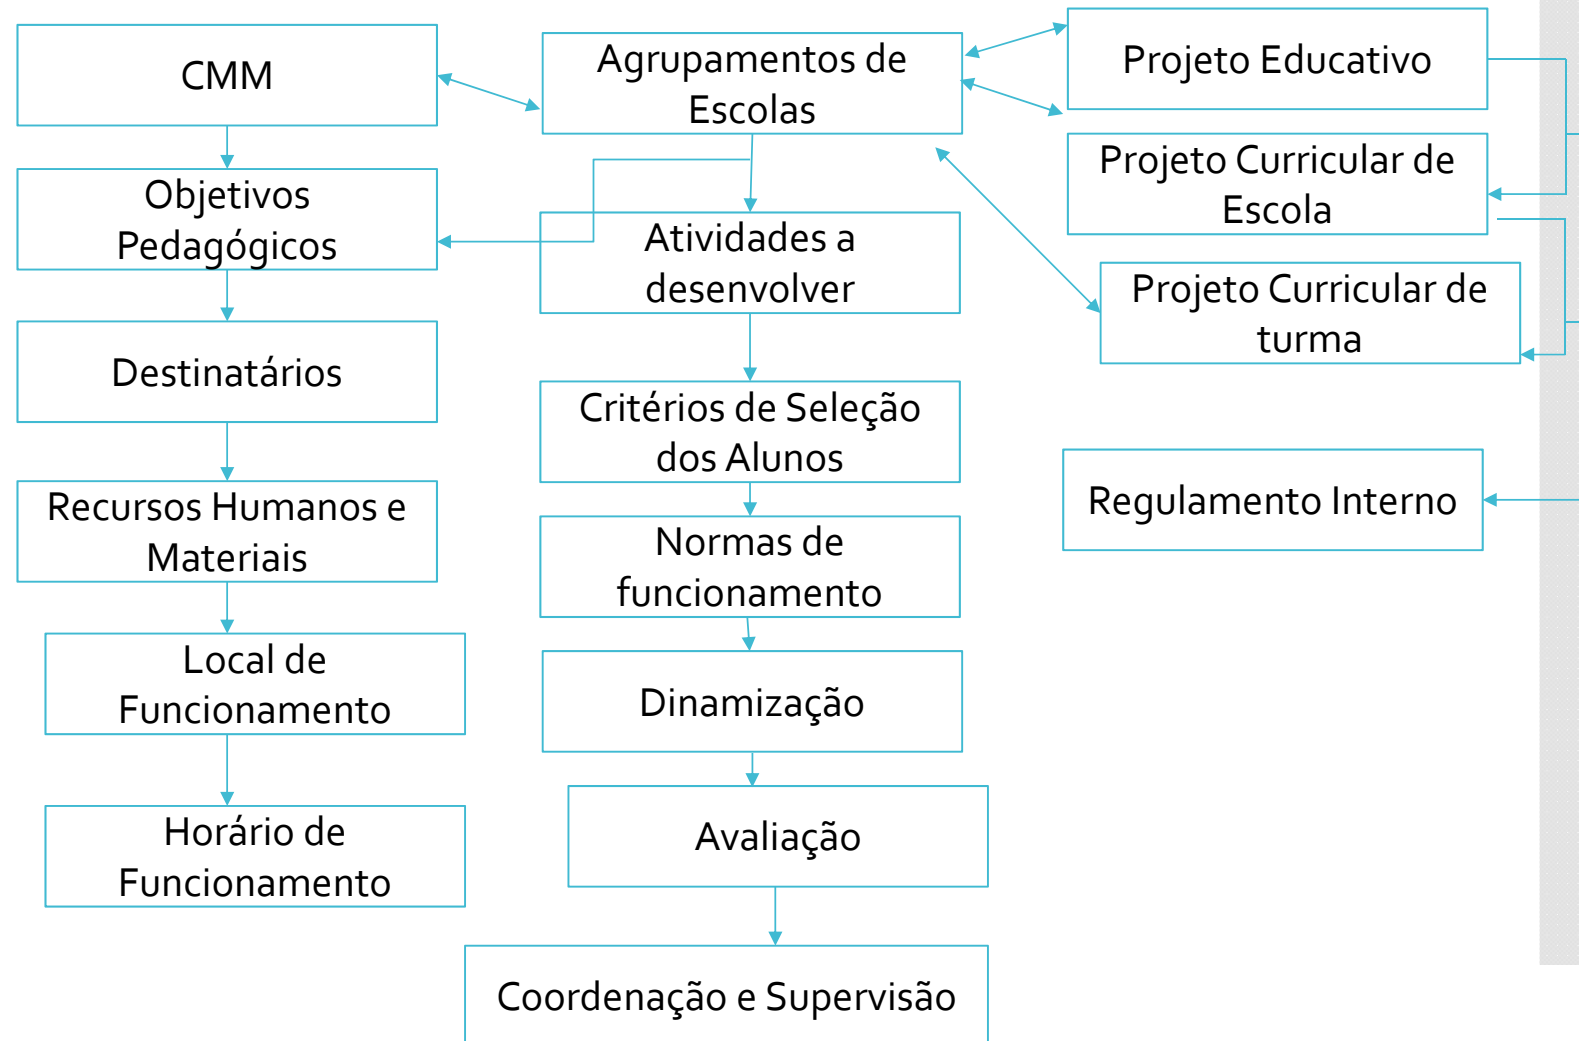 CMM
Objetivos
Pedagógicos
Destinatários
Recursos Humanos e
Materiais
Local de
Funcionamento
Horário de
Funcionamento
Agrupamentos de
Escolas
Atividades a
desenvolver
Critérios de Seleção
dos Alunos
Normas de
funcionamento
Dinamização
Avaliação
Coordenação e Supervisão
Projeto Educativo
Projeto Curricular de
Escola
Projeto Curricular de
turma
Regulamento Interno